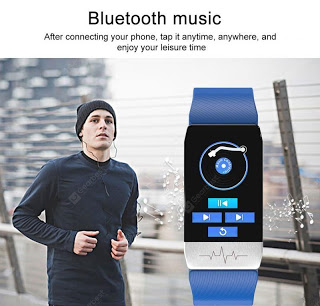 Bluetooth music
After connecting your phone, tap it anytime, anywhere, and
enjoy your leisure time